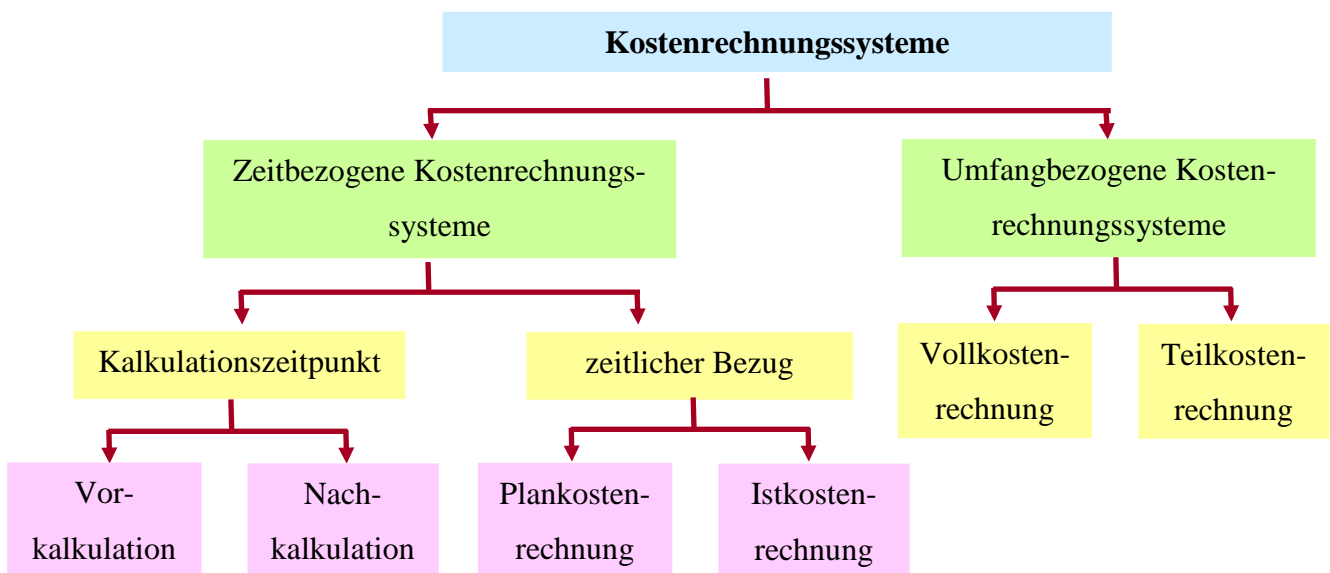 Kostenrechnungssysteme
Zeitbezogene Kostenrechnungs-
systeme
Umfangbezogene Kosten-
rechnungssysteme
Kalkulationszeitpunkt
zeitlicher Bezug
Vollkosten-
rechnung
Teilkosten-
rechnung
Vor-
kalkulation
Nach-
kalkulation
Plankosten-
rechnung
Istkosten-
rechnung